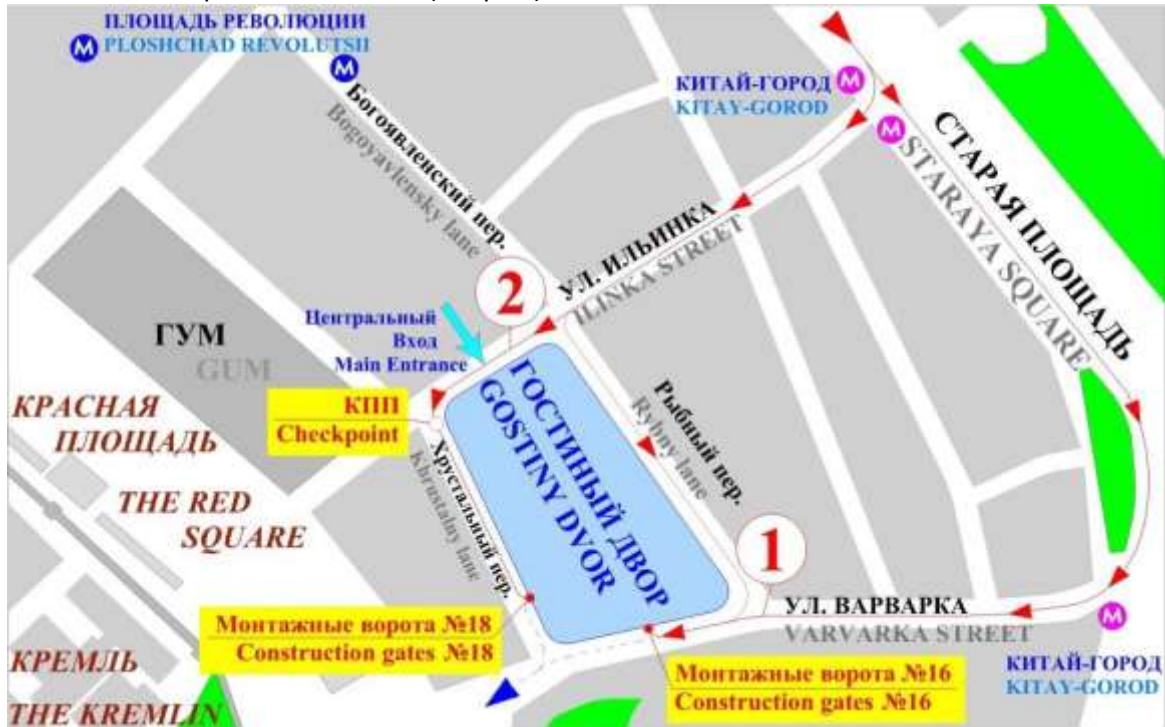 ПЛОЩАДЬ РЕВОЛЮЦИИ
М PLOSHCHAD REVOLUTSII
М
Богоявленский пер.
Bogoyavlensky lane
КИТАЙ-ГОРОД М
KITAY-GOROD
М
СТАРАЯ ПЛОЩАДЬ
STARAYA SQUARE
УЛ. ИЛЬИНКА
ILINKA STREET
2
Центральный
Вход
Main Entrance
ГУМ
GUM
КПП
Checkpoint
КРАСНАЯ
ПЛОЩАДЬ
THE RED
SQUARE
ГОСТИНЫЙ ДВОР
GOSTINY DVOR
Рыбный пер.
Rybny lane
Хрустальный пер.
Khrustalny lane
1
УЛ. ВАРВАРКА
VARVARKA STREET
М
Монтажные ворота №18
Construction gates №18
Монтажные ворота №16
Construction gates №16
КИТАЙ-ГОРОД
KITAY-GOROD
КРЕМЛЬ
THE KREMLIN